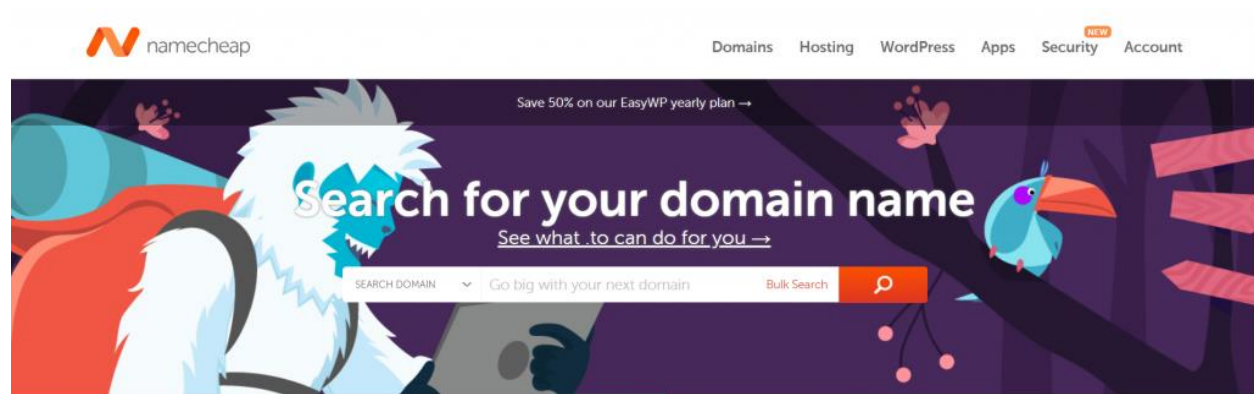 namecheap
Domains Hosting WordPress Apps Security NEW Account
Save 50% on our EasyWP yearly plan →
Search for your domain name
See what .to can do for you →
SEARCH DOMAIN Go big with your next domain Bulk Search